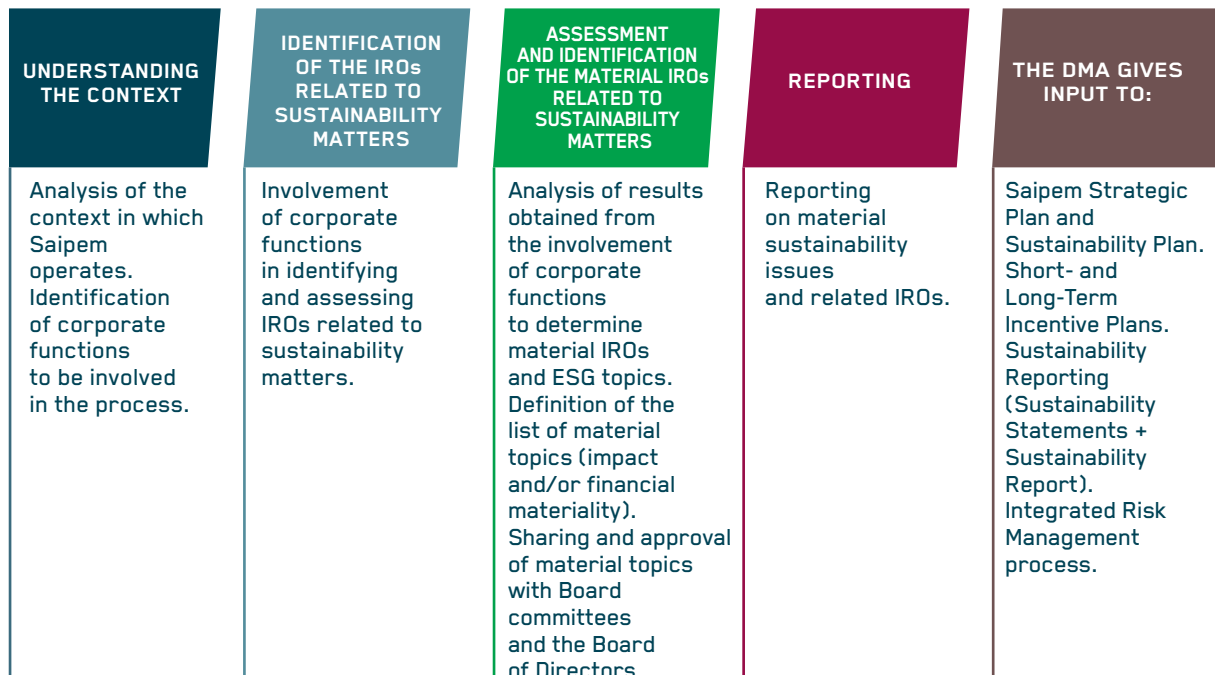 UNDERSTANDING
THE CONTEXT
Analysis of the
context in which
Saipem
operates.
Identification
of corporate
functions
to be involved
in the process.
IDENTIFICATION
OF THE IROs
RELATED TO
SUSTAINABILITY
MATTERS
Involvement
of corporate
functions
in identifying
and assessing
IROs related to
sustainability
matters.
ASSESSMENT
AND IDENTIFICATION
OF THE MATERIAL IROs
RELATED TO
SUSTAINABILITY
MATTERS
Analysis of results
obtained from
the involvement
of corporate
functions
to determine
material IROs
and ESG topics.
Definition of the
list of material
topics (impact
and/or financial
materiality).
Sharing and approval
of material topics
with Board
committees
and the Board
of Directors
REPORTING
Reporting
on material
sustainability
issues
and related IROs.
THE DMA GIVES
INPUT TO:
Saipem Strategic
Plan and
Sustainability Plan.
Short- and
Long-Term
Incentive Plans.
Sustainability
Reporting
(Sustainability
Statements +
Sustainability
Report).
Integrated Risk
Management
process.